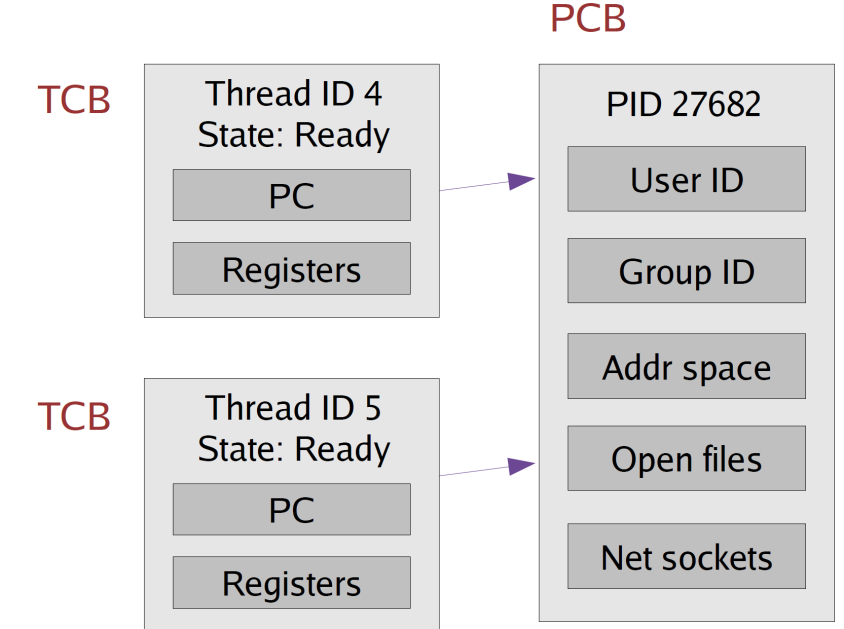 PCB
TCB
Thread ID 4
State: Ready
PC
Registers
TCB
Thread ID 5
State: Ready
PC
Registers
PID 27682
User ID
Group ID
Addr space
Open files
Net sockets